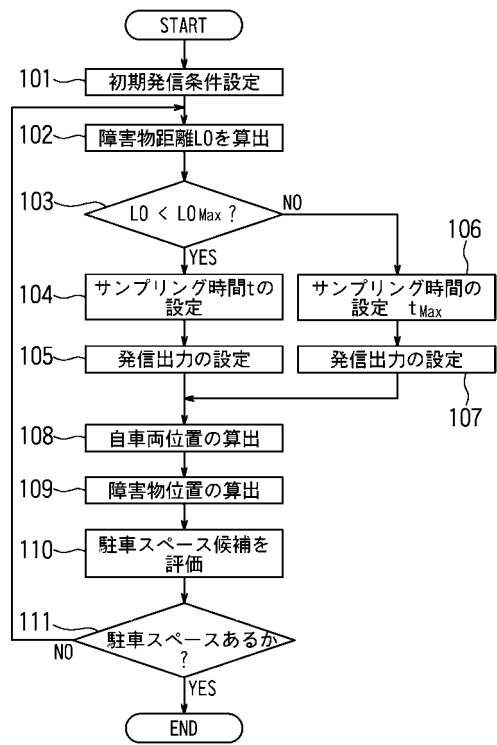 START
101
初期発信条件設定
102
障害物距離L0を算出
103
L0 < L0Max ?
NO
YES
104
サンプリング時間tの
設定
106
サンプリング時間の
設定 tMax
105
発信出力の設定
発信出力の設定
107
108
自車両位置の算出
109
障害物位置の算出
110
駐車スペース候補を
評価
111
駐車スペースあるか
?
NO
YES
END